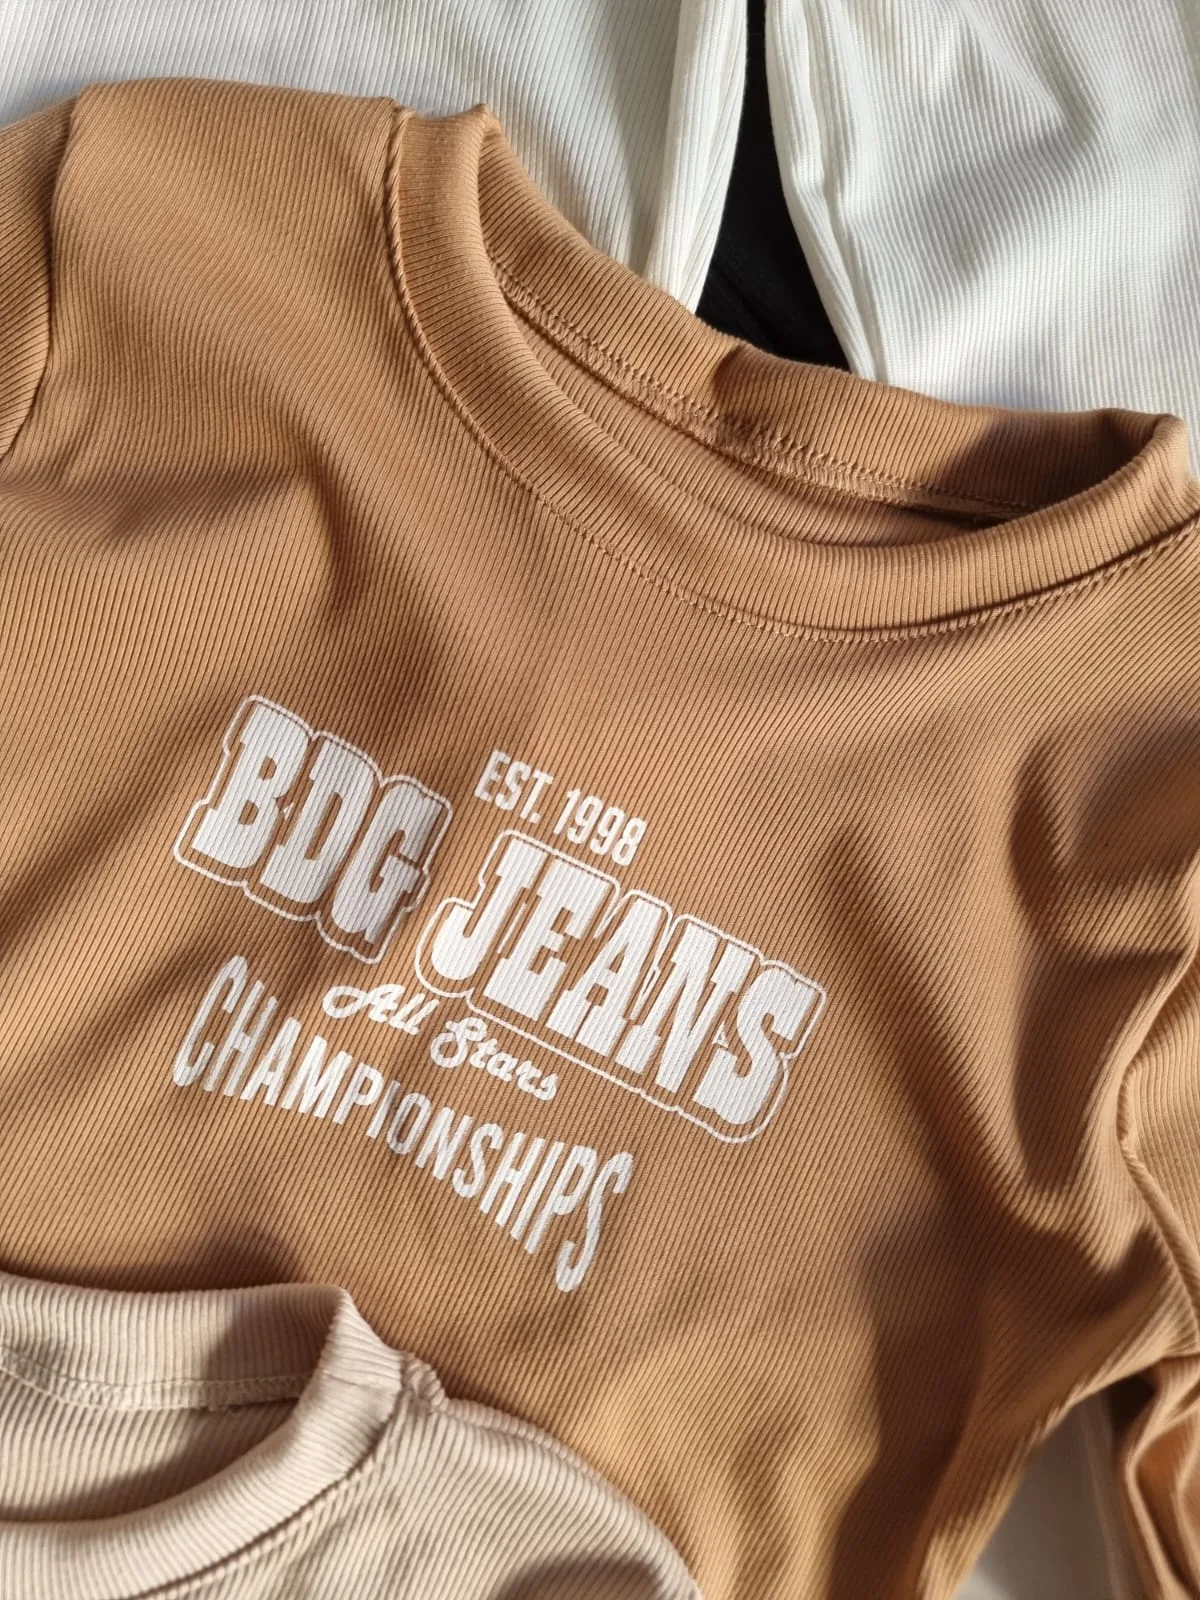 EST. 1998
BDG JEANS
All Stars
CHAMPIONSHIPS